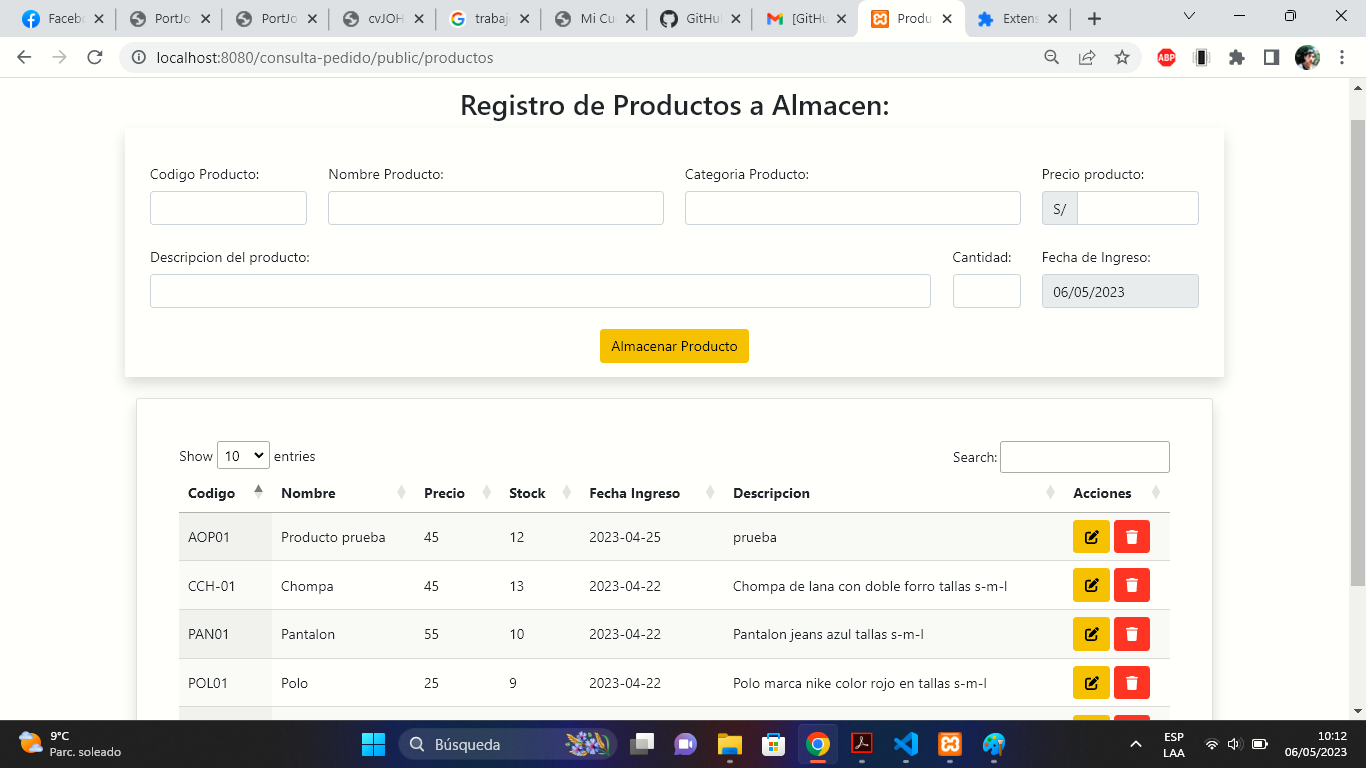 Faceb
PortJo
PortJo
cvJOH
trabaj
Mi Cu
GitHu
[GitHu
Produ
Extens
localhost:8080/consulta-pedido/public/productos
ABP
Registro de Productos a Almacen:
Codigo Producto: Nombre Producto: Categoria Producto: Precio producto:
S/
Descripcion del producto: Cantidad: Fecha de Ingreso:
06/05/2023
Almacenar Producto
Show 10 entries Search:
Codigo Nombre Precio Stock Fecha Ingreso Descripcion Acciones
AOP01 Producto prueba 45 12 2023-04-25 prueba
CCH-01 Chompa 45 13 2023-04-22 Chompa de lana con doble forro tallas s-m-l
PAN01 Pantalon 55 10 2023-04-22 Pantalon jeans azul tallas s-m-l
POL01 Polo 25 9 2023-04-22 Polo marca nike color rojo en tallas s-m-l
9°C
Parc. soleado
Búsqueda
ESP
LAA
10:12
06/05/2023